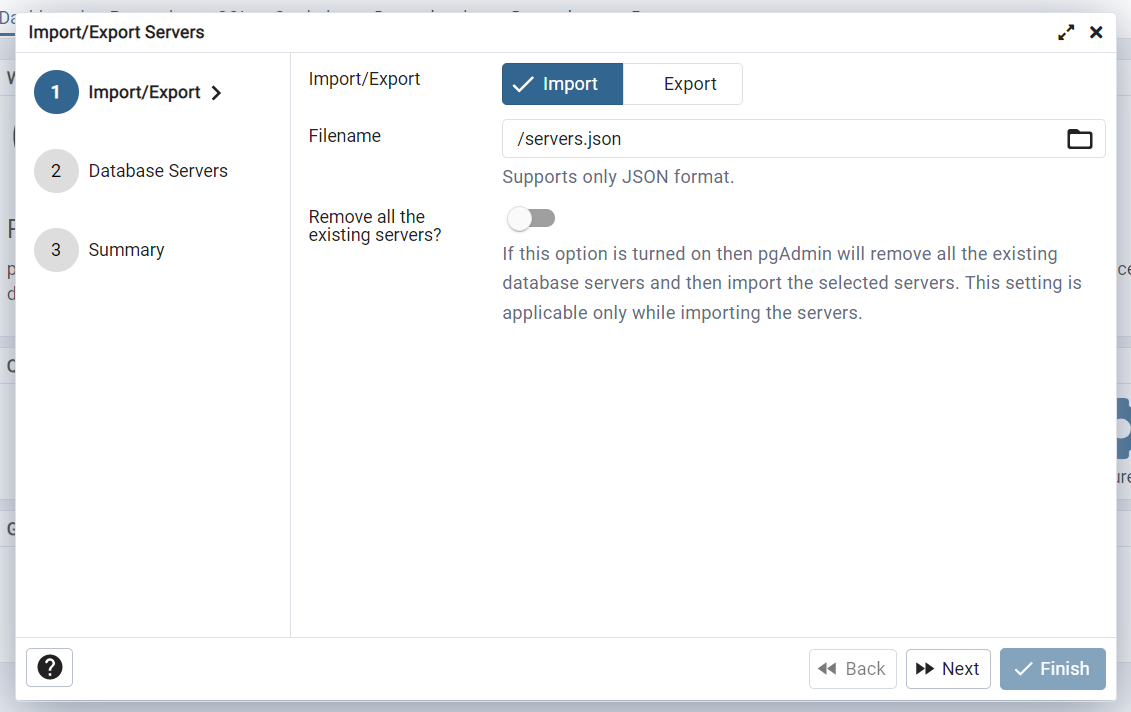 Import/Export Servers
1
Import/Export
2
Database Servers
3
Summary
Import/Export
Import
Export
Filename
/servers.json
Supports only JSON format.
Remove all the
existing servers?
If this option is turned on then pgAdmin will remove all the existing
database servers and then import the selected servers. This setting is
applicable only while importing the servers.
?
Back
Next
Finish